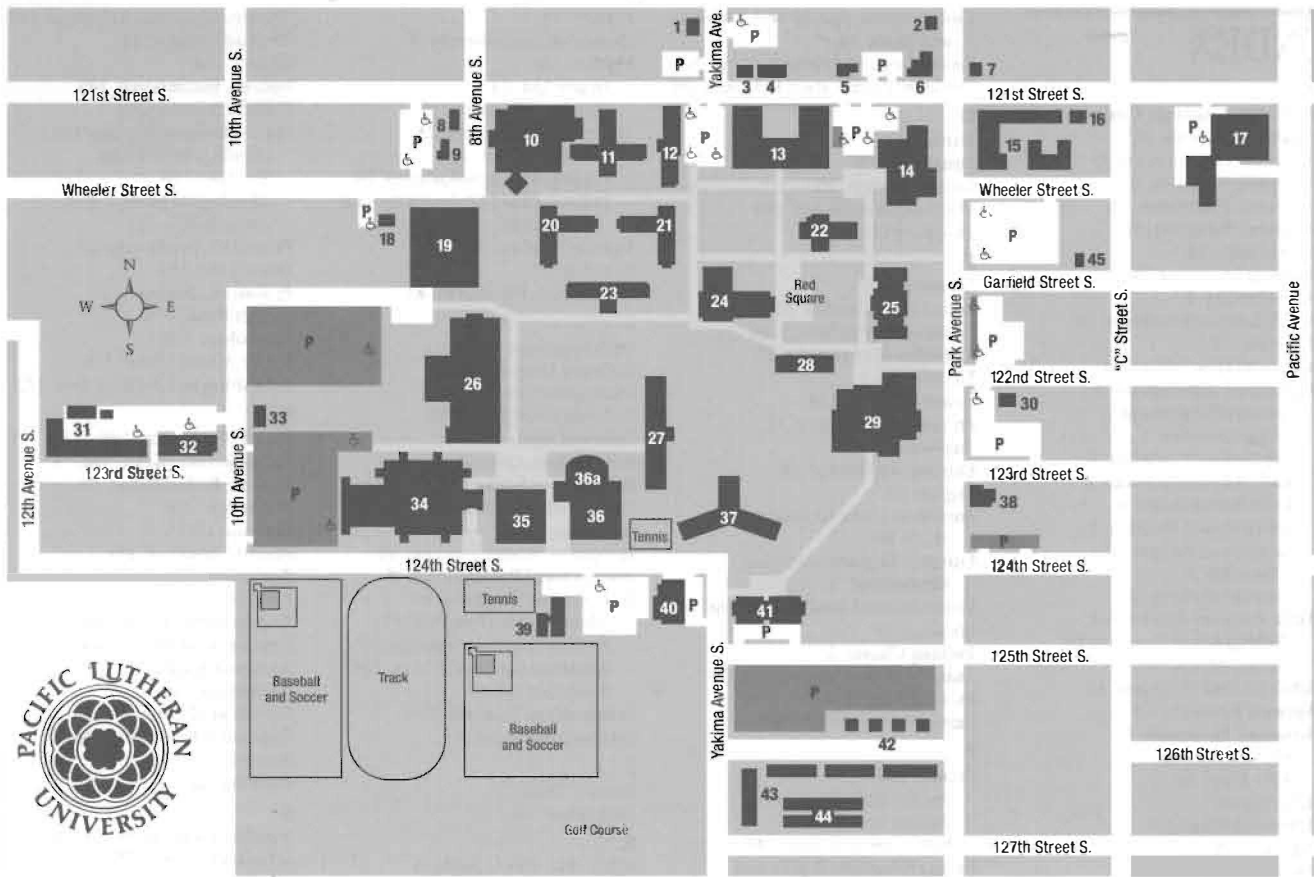 1
P
Yakima Ave.
P
2
3
4
5
P
6
7
10th Avenue S.
8th Avenue S.
121st Street S.
121st Street S.
P
8
9
10
11
12
P
13
P
14
15
16
P
17
Wheeler Street S.
Wheeler Street S.
P
18
19
20
21
22
P
45
Garfield Street S.
N
W
E
S
23
24
Red
Square
25
Park Avenue S.
"C" Street S.
Pacific Avenue
P
26
28
P
122nd Street S.
12th Avenue S.
31
32
10th Avenue S.
33
27
29
30
P
123rd Street S.
123rd Street S.
P
34
35
36a
36
37
Tennis
38
P
124th Street S.
124th Street S.
Tennis
39
P
40
P
41
P
Baseball
and Soccer
Track
Baseball
and Soccer
Yakima Avenue S.
125th Street S.
P
42
126th Street S.
43
44
Golf Course
127th Street S.
PACIFIC LUTHERAN
UNIVERSITY